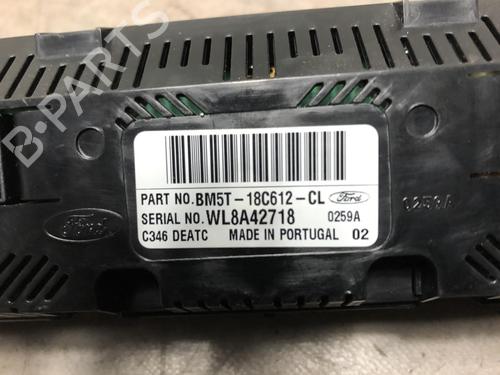 B-PARTS
PART NO. BM5T-18C612-CL Ford
SERIAL NO. WL8A42718 0259A
C346 DEATC MADE IN PORTUGAL 02
Ford
0259A